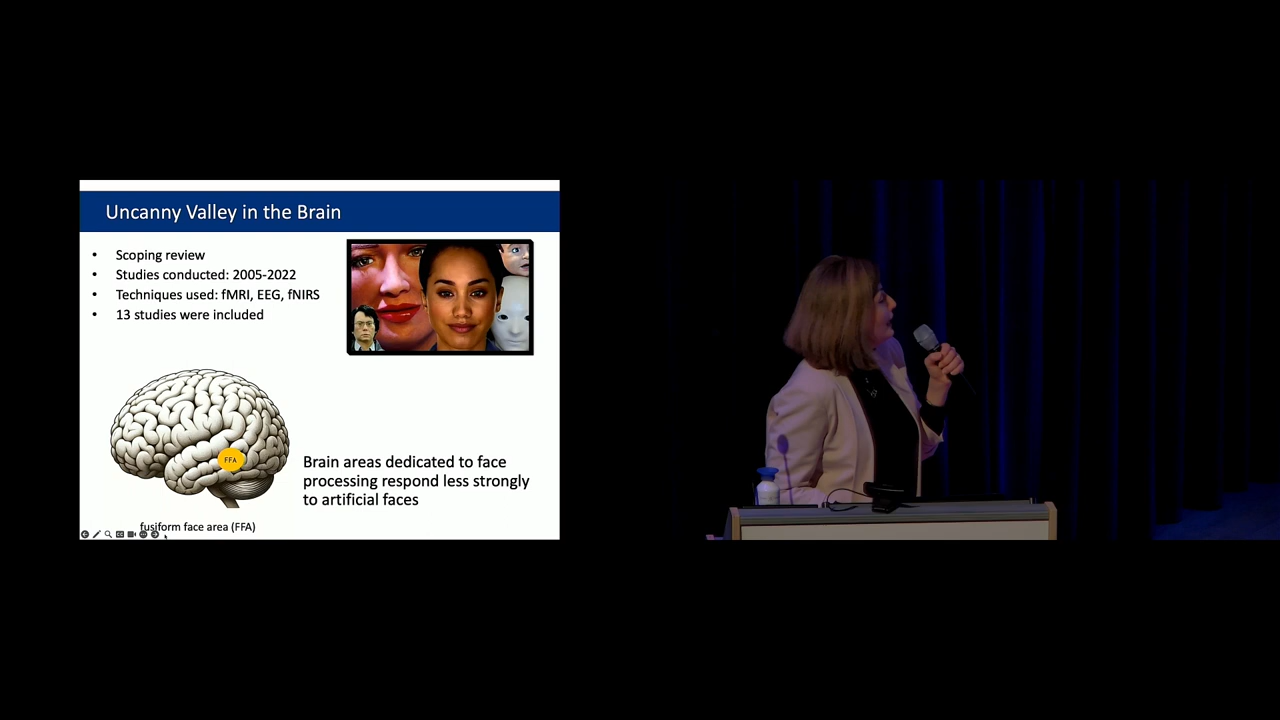 Uncanny Valley in the Brain
• Scoping review
• Studies conducted: 2005-2022
• Techniques used: fMRI, EEG, fNIRS
• 13 studies were included
FFA
Brain areas dedicated to face
processing respond less strongly
to artificial faces
fusiform face area (FFA)